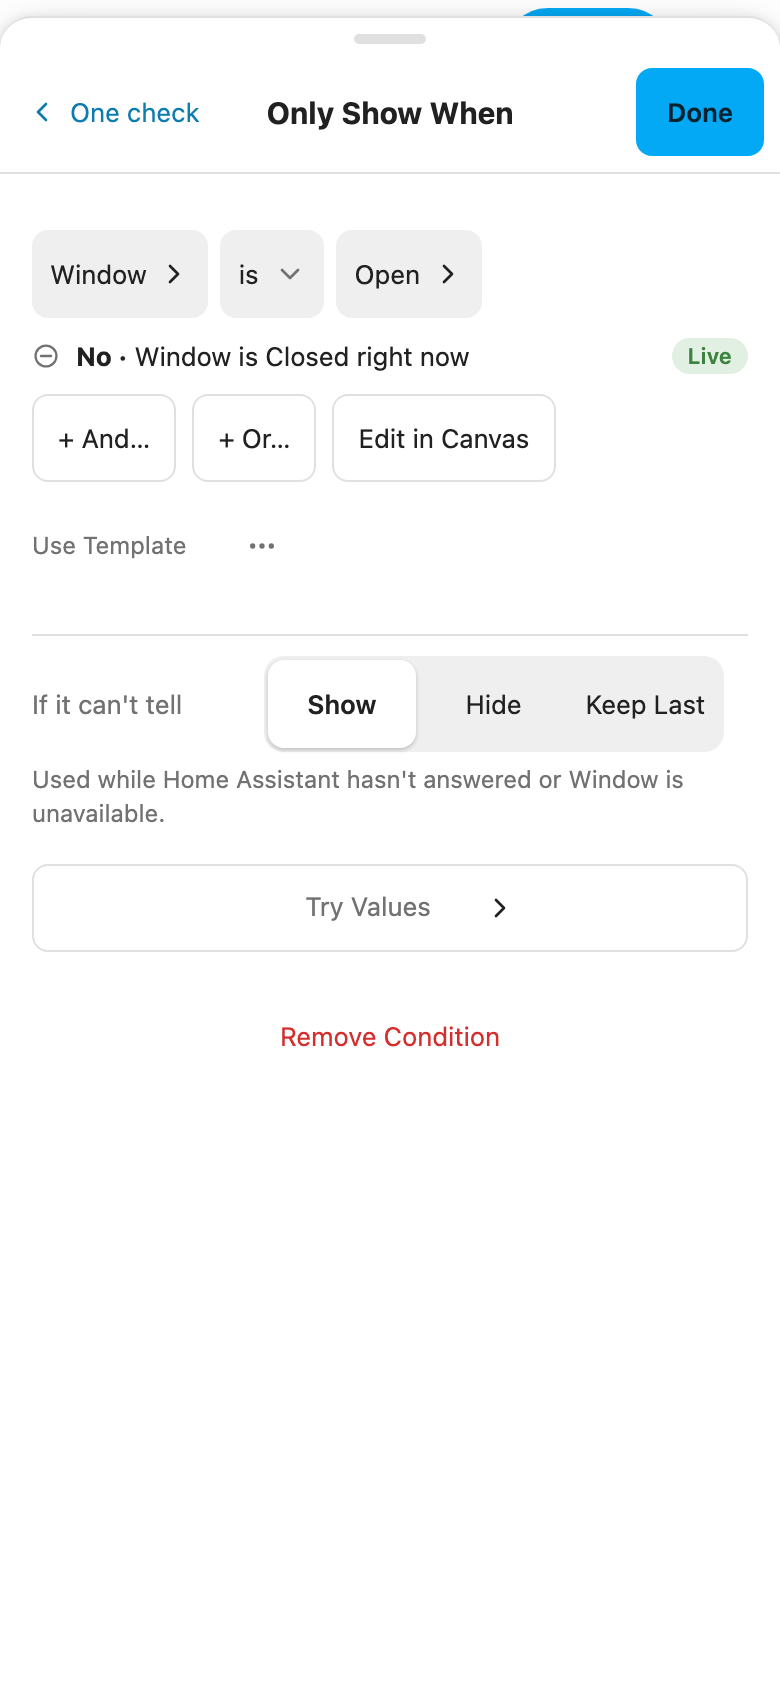 One check
Only Show When
Done
Window
is
Open
No · Window is Closed right now
Live
+ And...
+ Or...
Edit in Canvas
Use Template
If it can't tell
Show
Hide
Keep Last
Used while Home Assistant hasn't answered or Window is
unavailable.
Try Values
Remove Condition